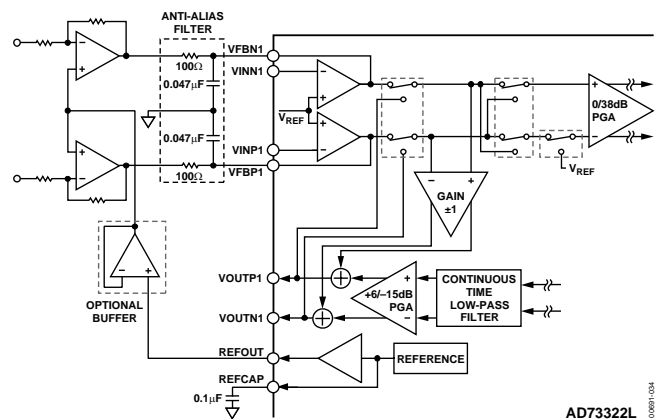 ANTI-ALIAS
FILTER
VFBN1
100Ω
VINN1
0.047μF
VREF
0/38dB
PGA
0.047μF
VINP1
100Ω
VFBP1
VREF
GAIN
±1
OPTIONAL
BUFFER
VOUTP1
+6/–15dB
PGA
CONTINUOUS
TIME
LOW-PASS
FILTER
VOUTN1
REFOUT
REFERENCE
REFCAP
0.1μF
AD73322L
00691-034